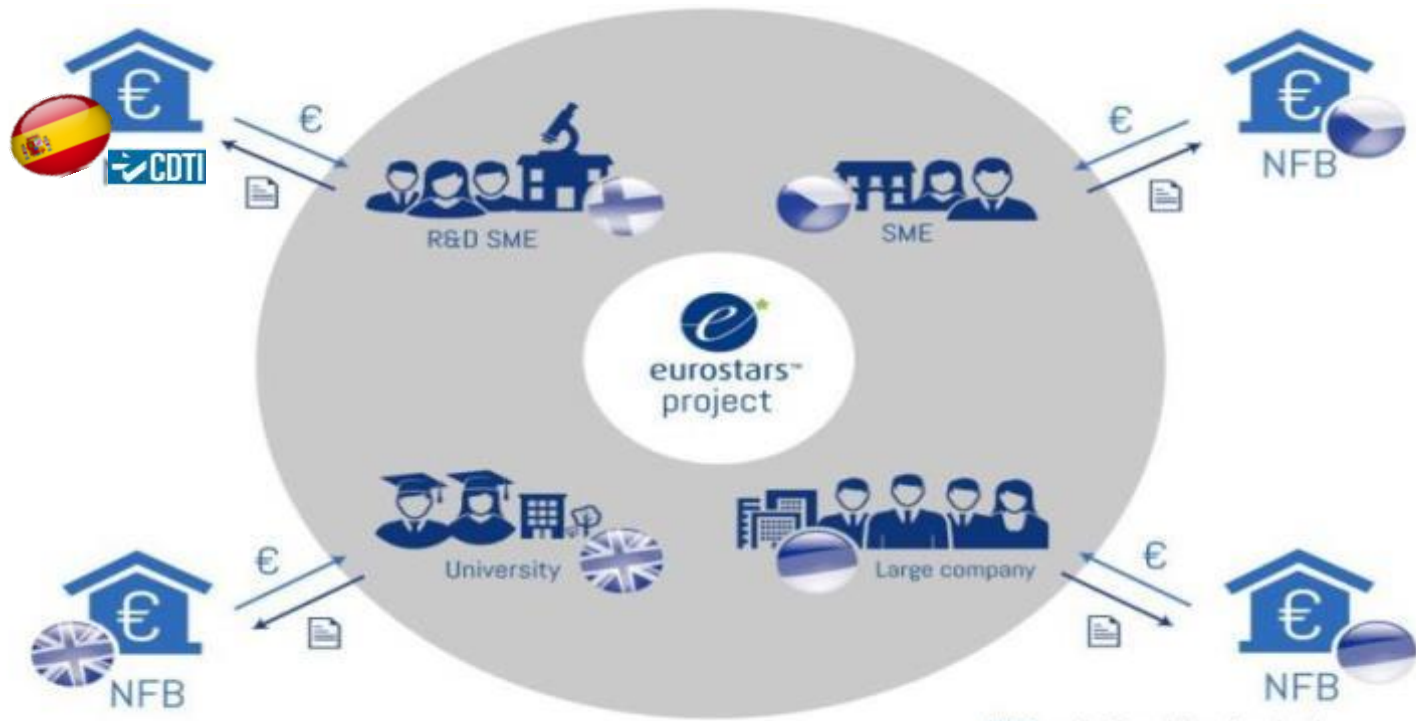 €
€
CDTI
R&D SME
€
€
NFB
SME
e
eurostars™
project
€
€
NFB
University
Large company
€
€
NFB